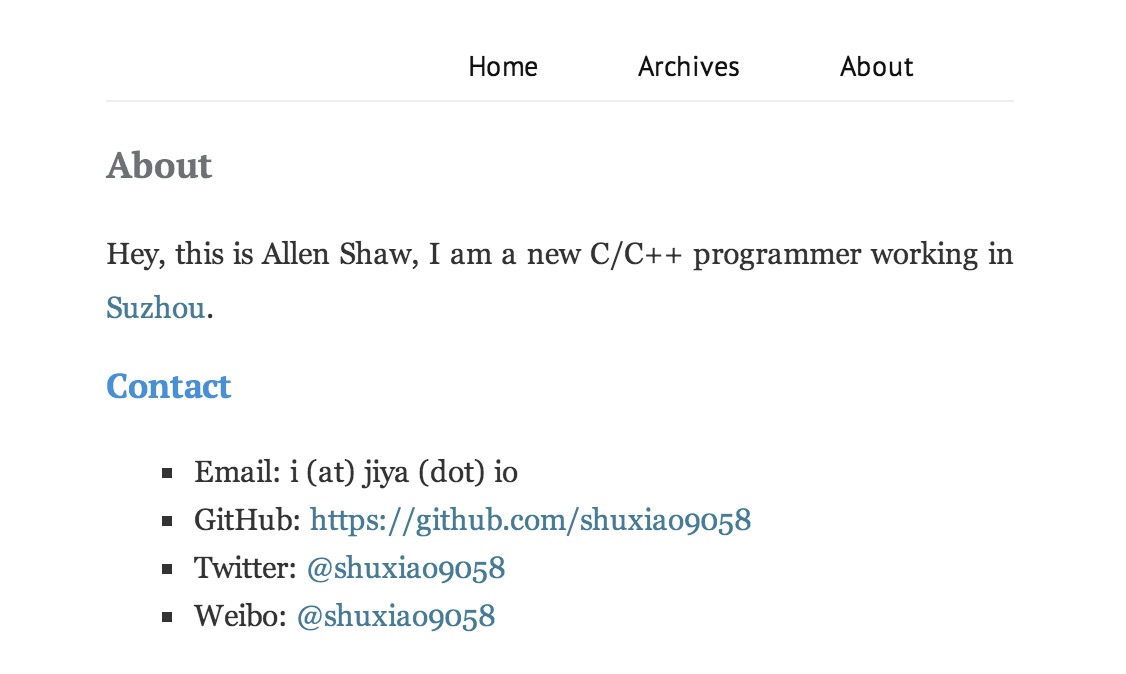 Home Archives About
About
Hey, this is Allen Shaw, I am a new C/C++ programmer working in
Suzhou.
Contact
Email: i (at) jiya (dot) io
GitHub: https://github.com/shuxiao9058
Twitter: @shuxiao9058
Weibo: @shuxiao9058